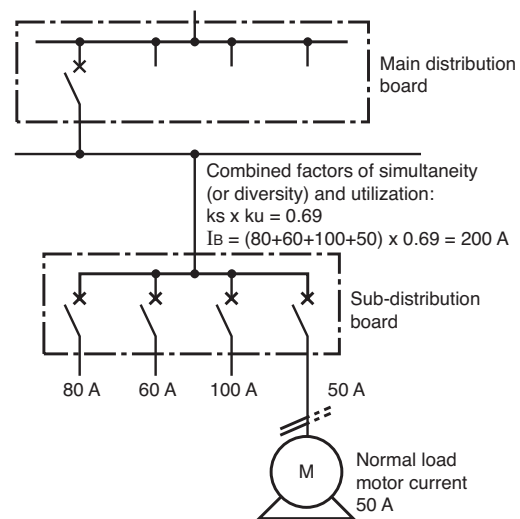 Main distribution
board
Combined factors of simultaneity
(or diversity) and utilization:
ks x ku = 0.69
IB = (80+60+100+50) x 0.69 = 200 A
Sub-distribution
board
80 A
60 A
100 A
50 A
M
Normal load
motor current
50 A